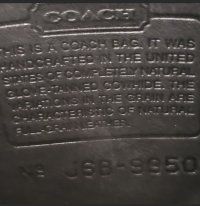 COACH
THIS IS A COACH BAG. IT WAS
HANDCRAFTED IN THE UNITED
STATES OF COMPLETELY NATURAL
GLOVE-TANNED COWHIDE. THE
VARIATIONS IN THE GRAIN ARE
CHARACTERISTIC OF NATURAL
FULL-GRAIN LEATHER.
Nº J6B-9950